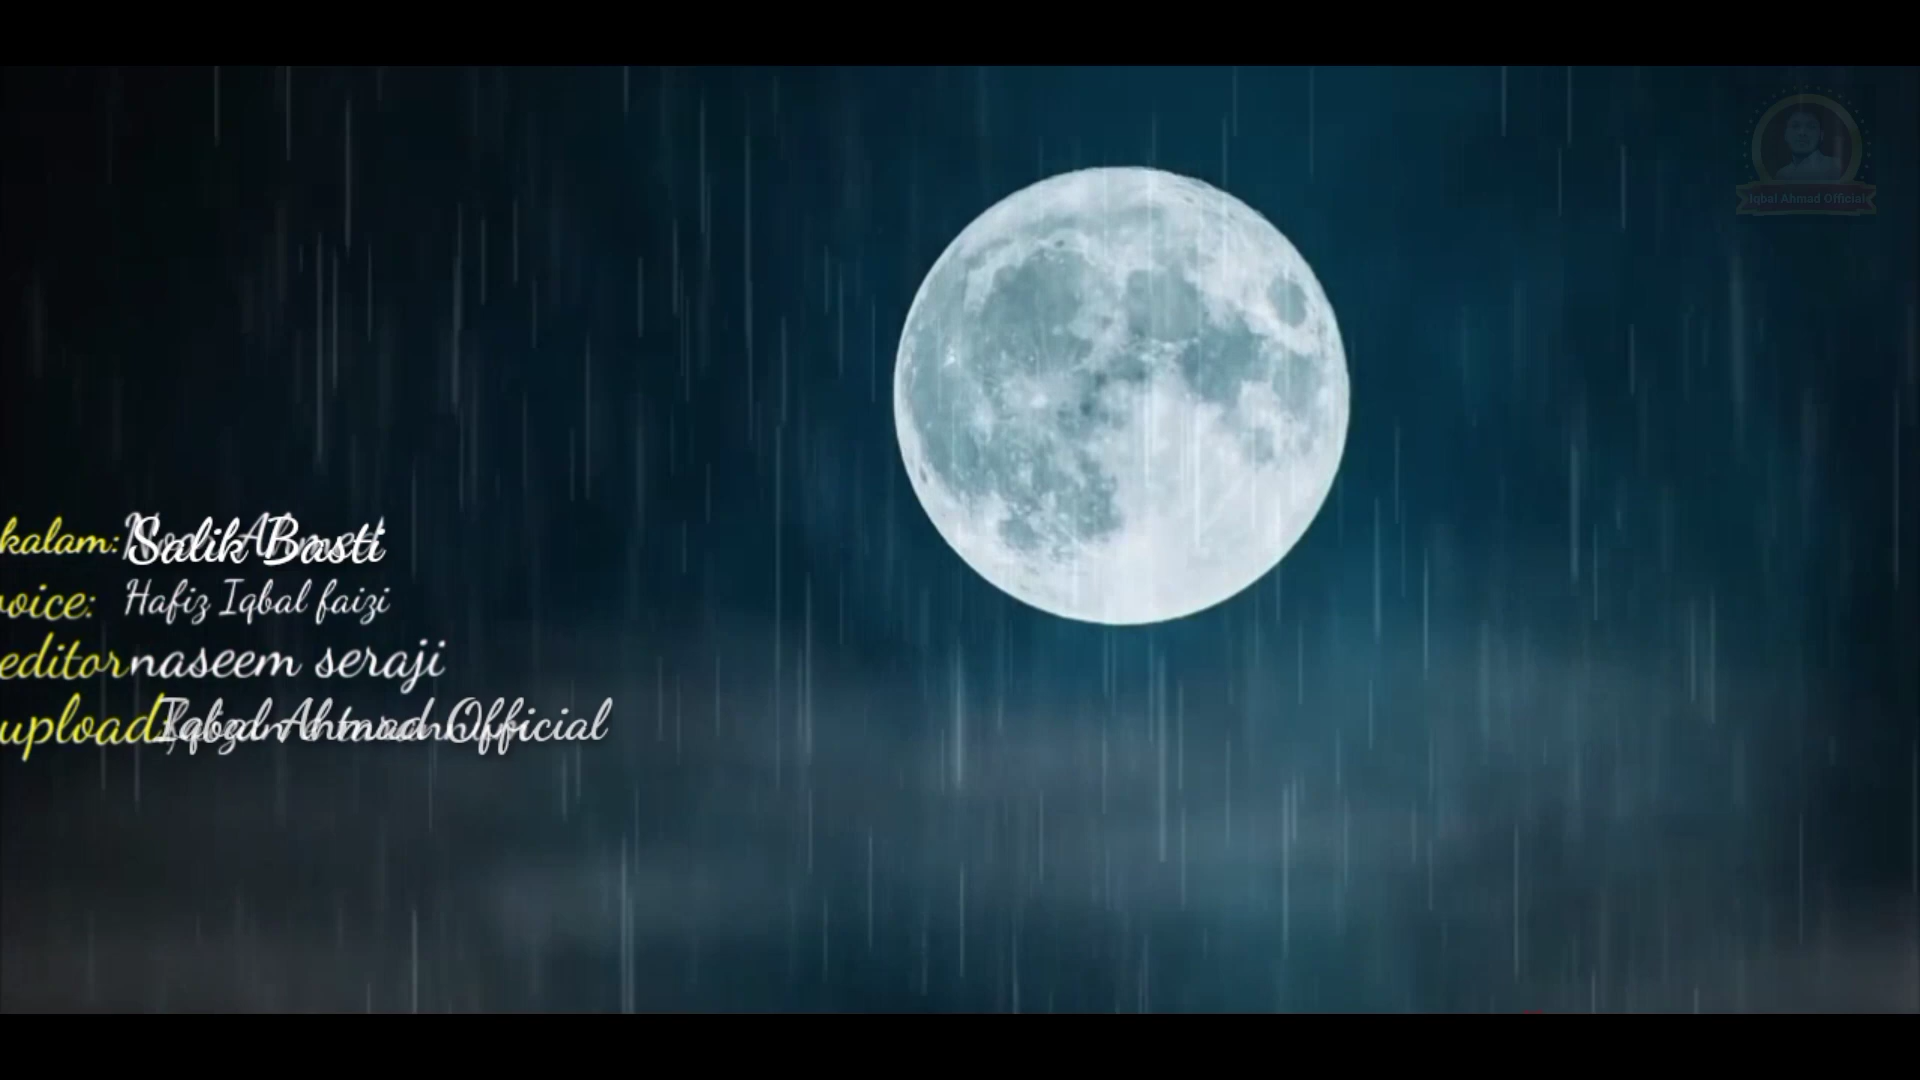 Iqbal Ahmad Official
kalam: Salik Basti
voice: Hafiz Iqbal faizi
editor naseem seraji
upload: Iqbal Ahmad Official